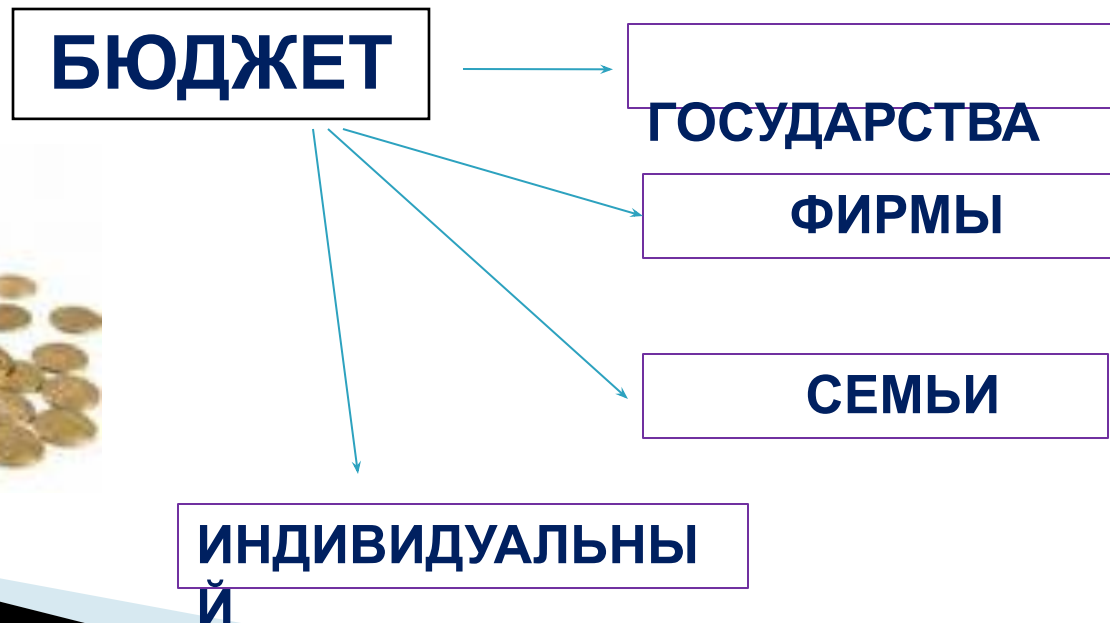 БЮДЖЕТ
ГОСУДАРСТВА
ФИРМЫ
СЕМЬИ
ИНДИВИДУАЛЬНЫ
Й